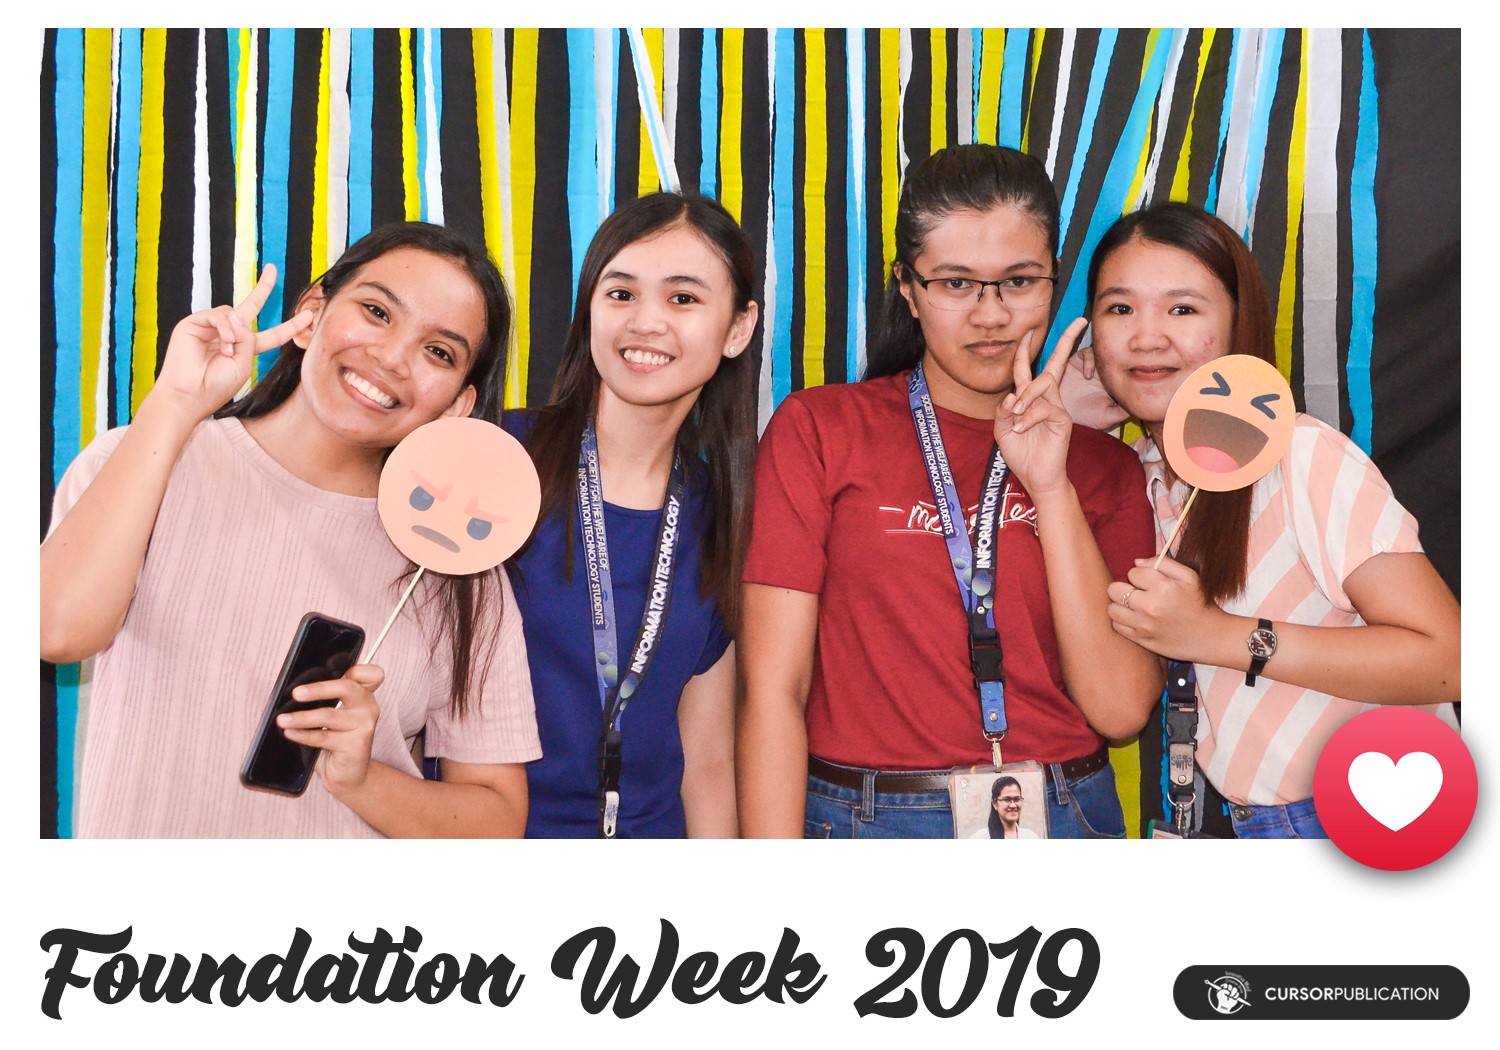 SOCIETY FOR THE WELFARE OF
INFORMATION TECHNOLOGY STUDENTS
INFORMATION TECHNOLOGY
SOCIETY FOR THE WELFARE OF
INFORMATION TECHNOLOGY STUDENTS
INFORMATION TECHNO
Foundation Week 2019
CURSORPUBLICATION